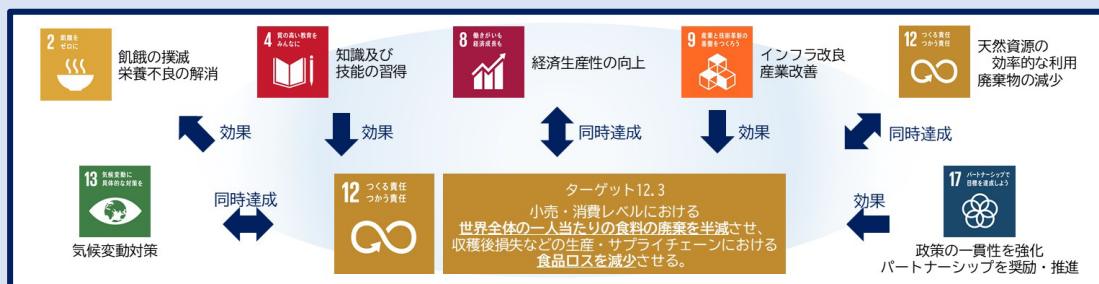 2 飢餓を
ゼロに
飢餓の撲滅
栄養不良の解消
4 質の高い教育を
みんなに
知識及び
技能の習得
8 働きがいも
経済成長も
経済生産性の向上
9 産業と技術革新の
基盤をつくろう
インフラ改良
産業改善
12 つくる責任
つかう責任
天然資源の
効率的な利用
廃棄物の減少
効果
効果
同時達成
効果
同時達成
13 気候変動に
具体的な対策を
気候変動対策
同時達成
12 つくる責任
つかう責任
ターゲット12.3
小売・消費レベルにおける
世界全体の一人当たりの食料の廃棄を半減させ、
収穫後損失などの生産・サプライチェーンにおける
食品ロスを減少させる。
効果
17 パートナーシップで
目標を達成しよう
政策の一貫性を強化
パートナーシップを奨励・推進